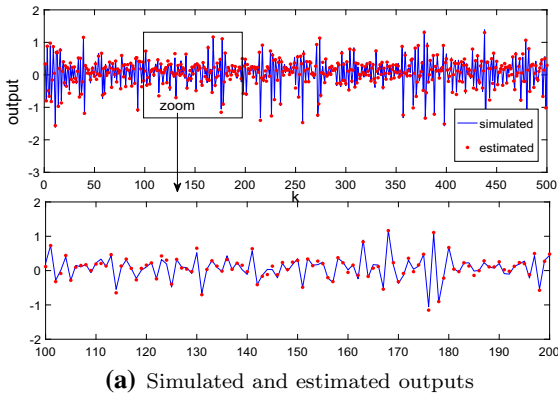 2
1
0
-1
-2
-3
output
zoom
simulated
estimated
0 50 100 150 200 250 300 350 400 450 500
k
2
1
0
-1
-2
100 110 120 130 140 150 160 170 180 190 200
(a) Simulated and estimated outputs